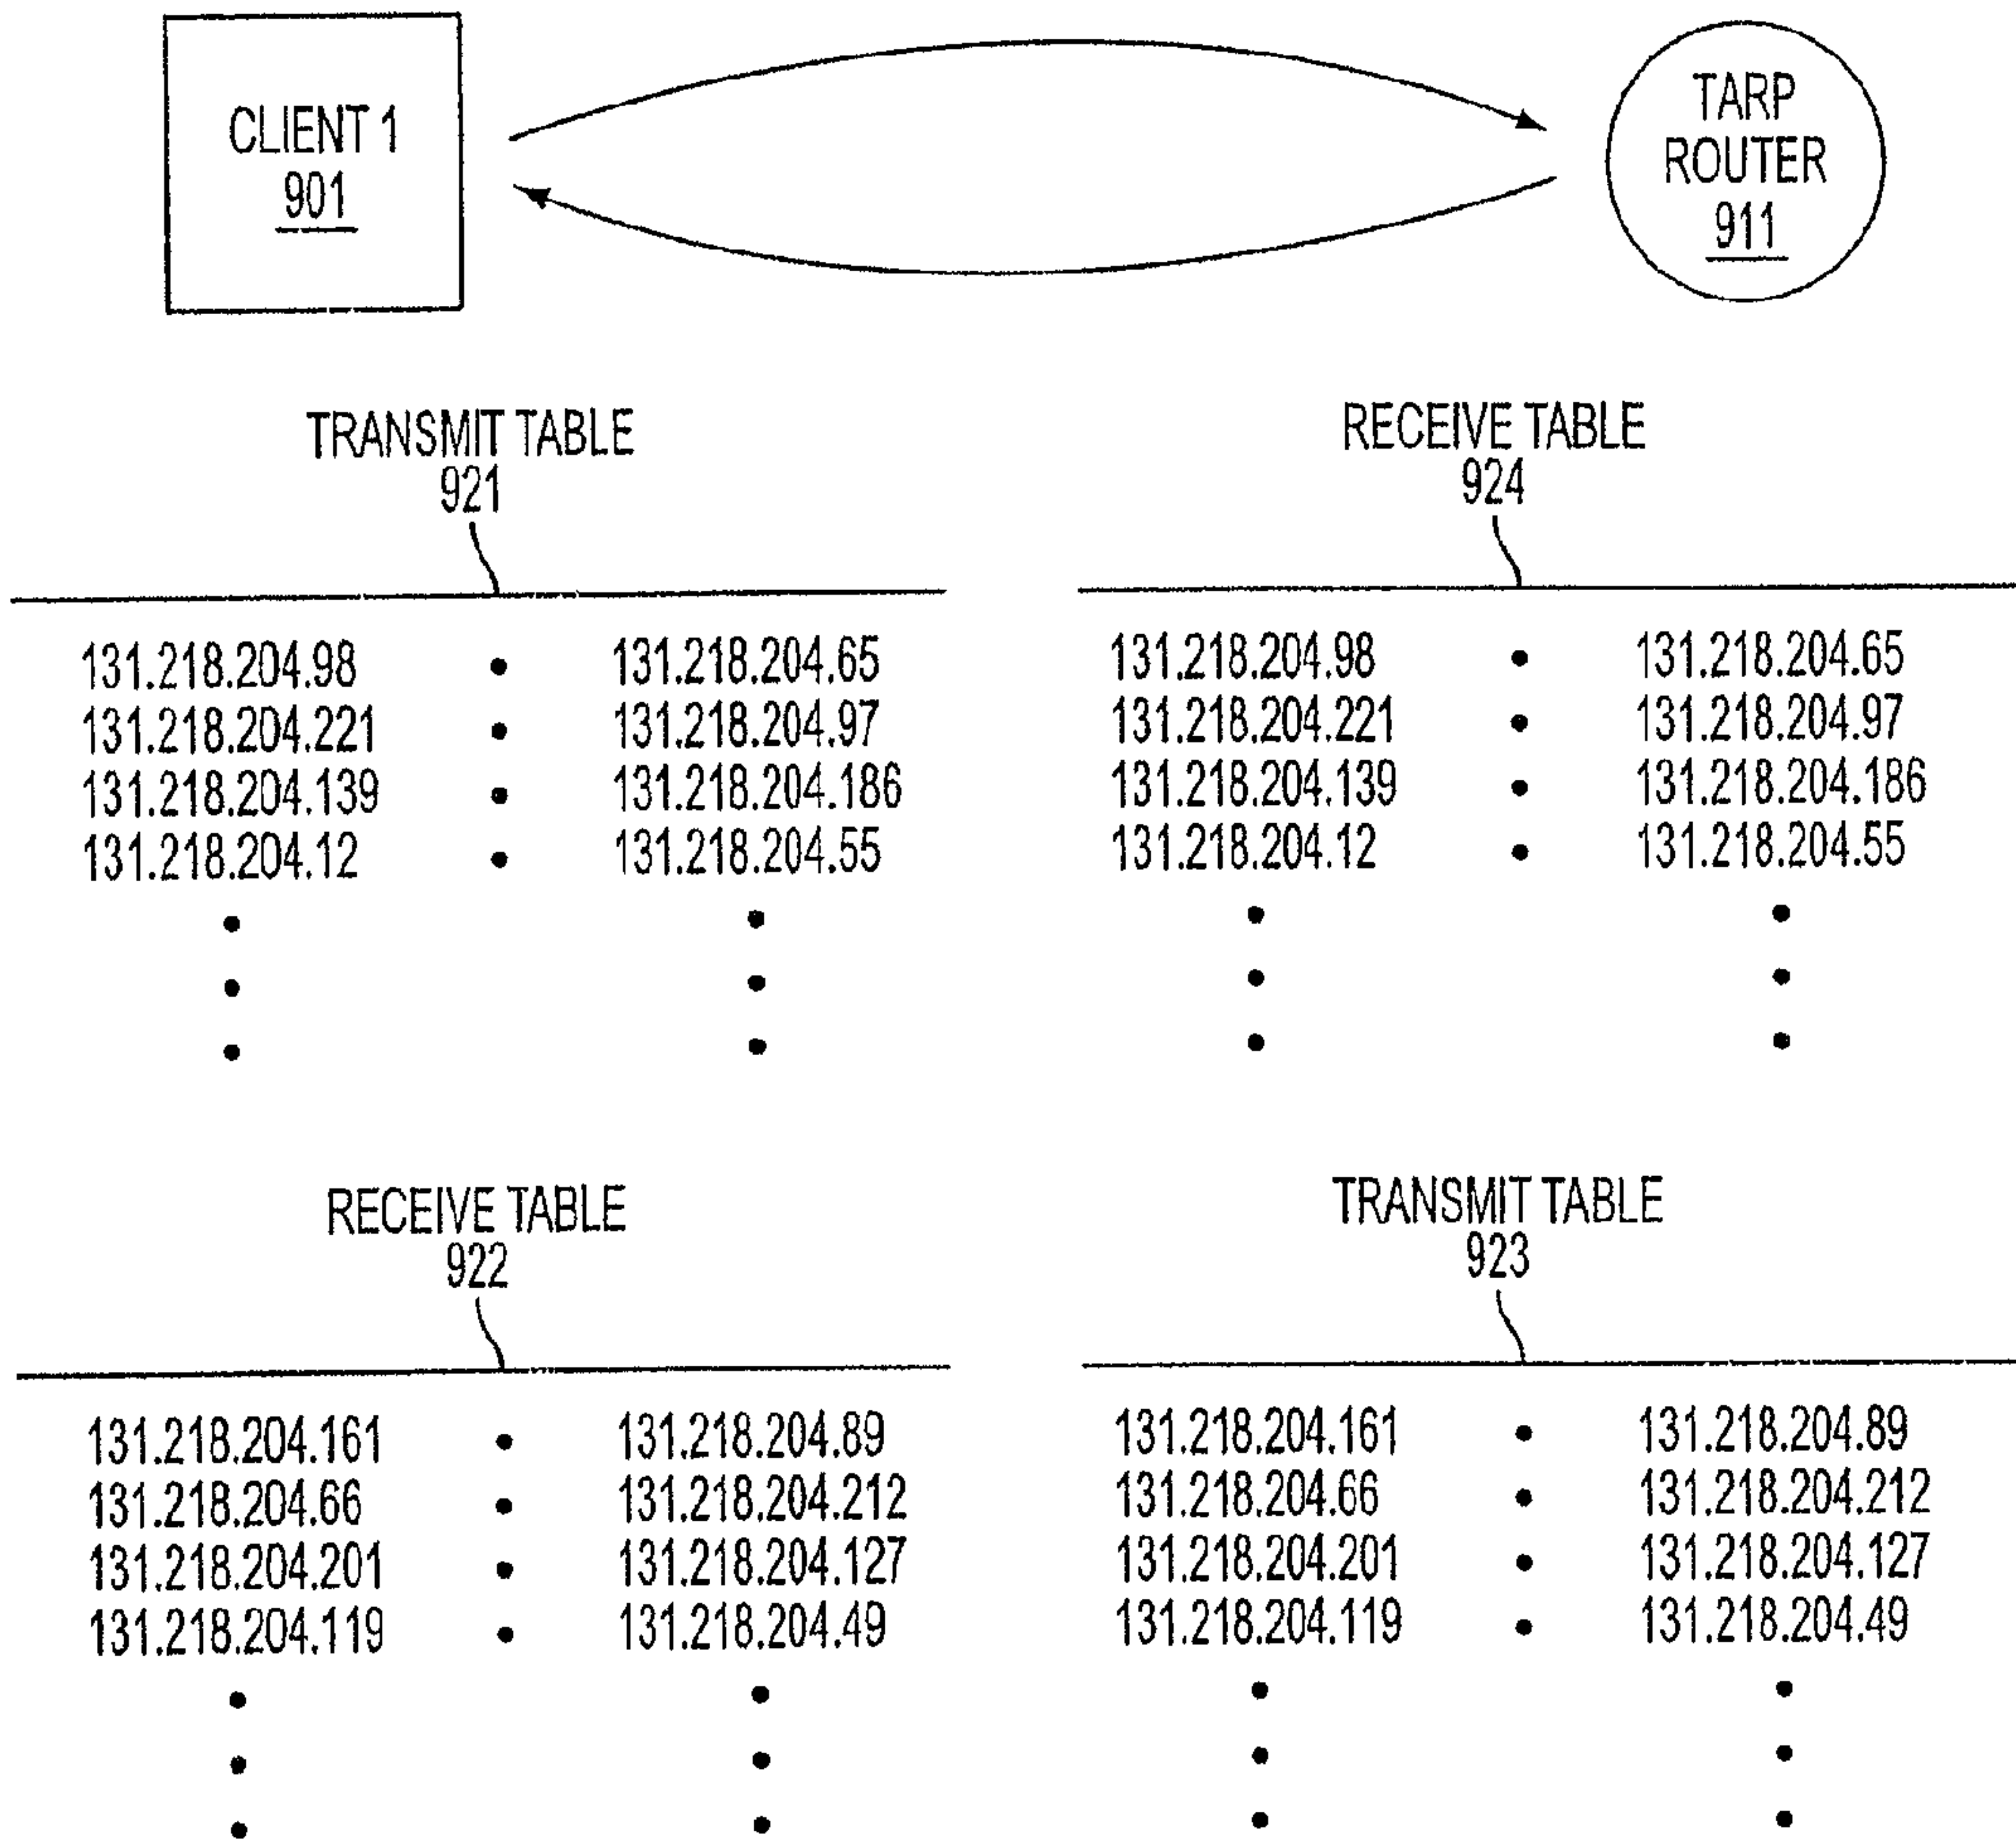 CLIENT 1
901
TARP
ROUTER
911
TRANSMIT TABLE
921
131.218.204.98 • 131.218.204.65
131.218.204.221 • 131.218.204.97
131.218.204.139 • 131.218.204.186
131.218.204.12 • 131.218.204.55
RECEIVE TABLE
924
131.218.204.98 • 131.218.204.65
131.218.204.221 • 131.218.204.97
131.218.204.139 • 131.218.204.186
131.218.204.12 • 131.218.204.55
RECEIVE TABLE
922
131.218.204.161 • 131.218.204.89
131.218.204.66 • 131.218.204.212
131.218.204.201 • 131.218.204.127
131.218.204.119 • 131.218.204.49
TRANSMIT TABLE
923
131.218.204.161 • 131.218.204.89
131.218.204.66 • 131.218.204.212
131.218.204.201 • 131.218.204.127
131.218.204.119 • 131.218.204.49